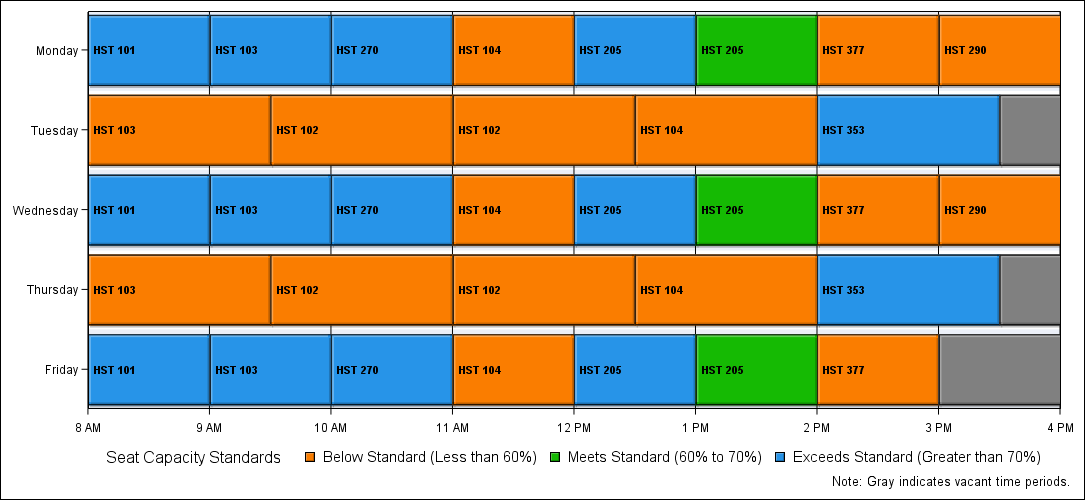 Monday HST 101 HST 103 HST 270 HST 104 HST 205 HST 205 HST 377 HST 290
Tuesday HST 103 HST 102 HST 102 HST 104 HST 353
Wednesday HST 101 HST 103 HST 270 HST 104 HST 205 HST 205 HST 377 HST 290
Thursday HST 103 HST 102 HST 102 HST 104 HST 353
Friday HST 101 HST 103 HST 270 HST 104 HST 205 HST 205 HST 377
8 AM 9 AM 10 AM 11 AM 12 PM 1 PM 2 PM 3 PM 4 PM
Seat Capacity Standards Below Standard (Less than 60%) Meets Standard (60% to 70%) Exceeds Standard (Greater than 70%)
Note: Gray indicates vacant time periods.